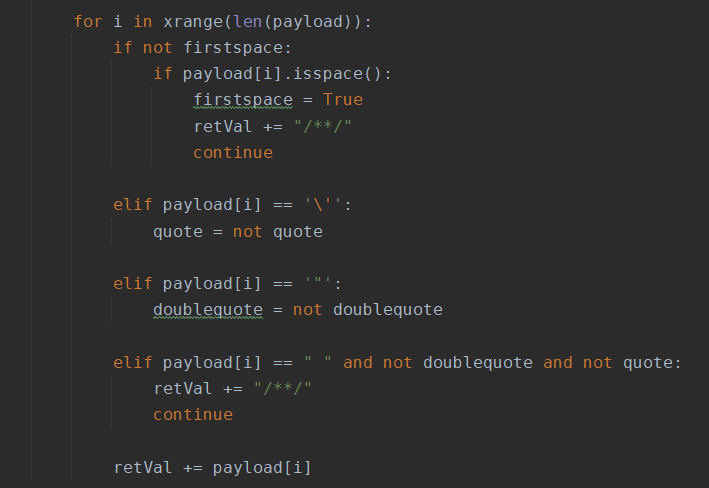 for i in xrange(len(payload)):
    if not firstspace:
        if payload[i].isspace():
            firstspace = True
            retVal += "/**/"
            continue

    elif payload[i] == '\'':
        quote = not quote

    elif payload[i] == '"':
        doublequote = not doublequote

    elif payload[i] == " " and not doublequote and not quote:
        retVal += "/**/"
        continue

    retVal += payload[i]